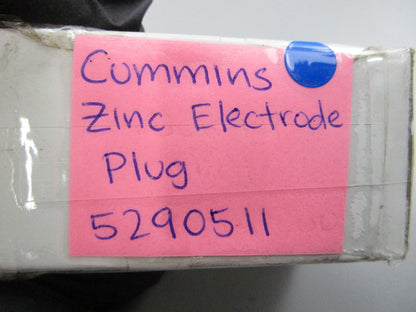 Cummins
Zinc Electrode
Plug
5290511